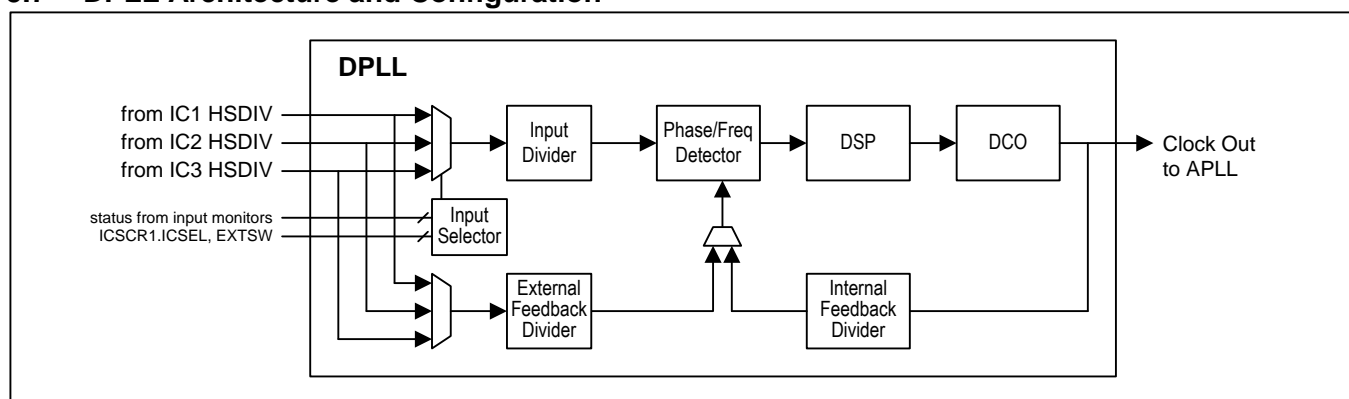 DPLL Architecture and Configuration
DPLL
from IC1 HSDIV
from IC2 HSDIV
from IC3 HSDIV
status from input monitors
ICSCR1.ICSEL, EXTSW
Input
Selector
Input
Divider
Phase/Freq
Detector
DSP
DCO
Clock Out
to APLL
External
Feedback
Divider
Internal
Feedback
Divider